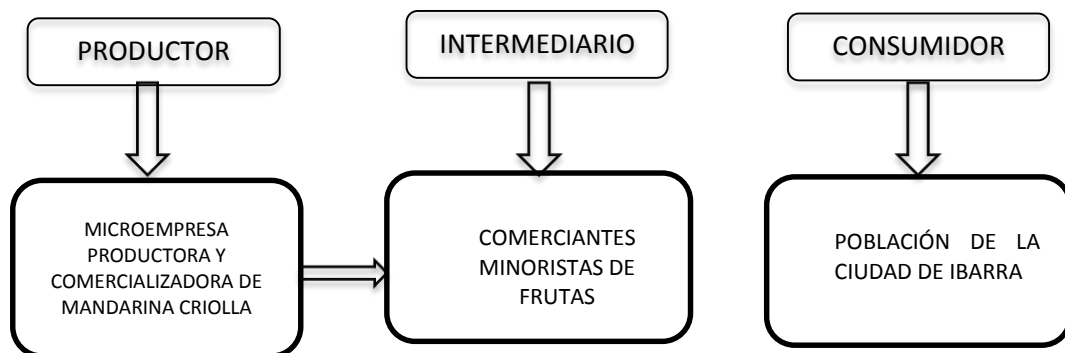 PRODUCTOR
INTERMEDIARIO
CONSUMIDOR
MICROEMPRESA
PRODUCTORA Y
COMERCIALIZADORA DE
MANDARINA CRIOLLA
COMERCIANTES
MINORISTAS DE
FRUTAS
POBLACIÓN DE LA
CIUDAD DE IBARRA